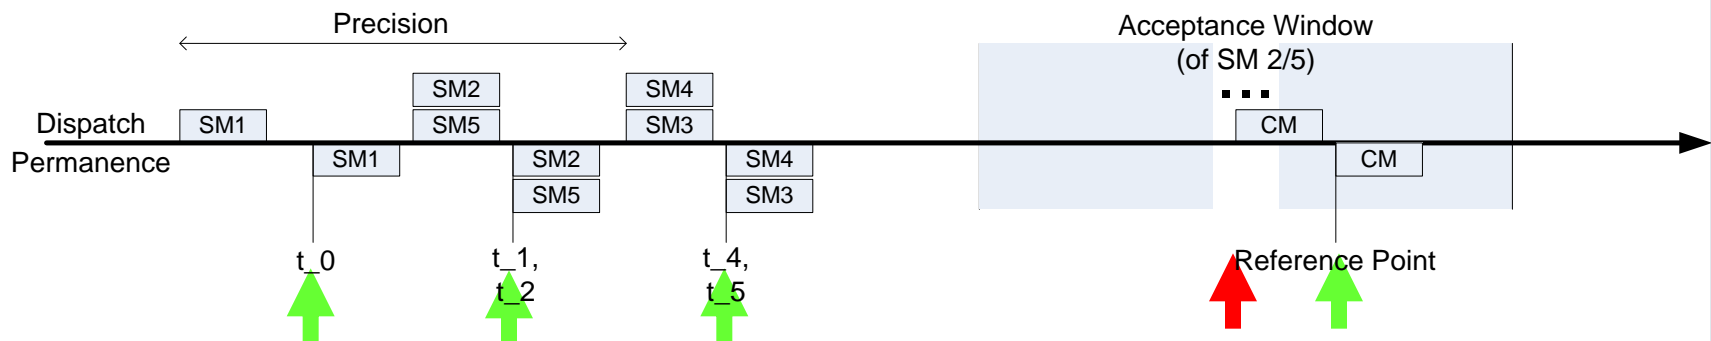 Precision
Acceptance Window
(of SM 2/5)
SM2
SM4
Dispatch
SM1
SM5
SM3
CM
Permanence
SM1
SM2
SM4
CM
SM5
SM3
t_0
t_1,
t_2
t_4,
t_5
Reference Point